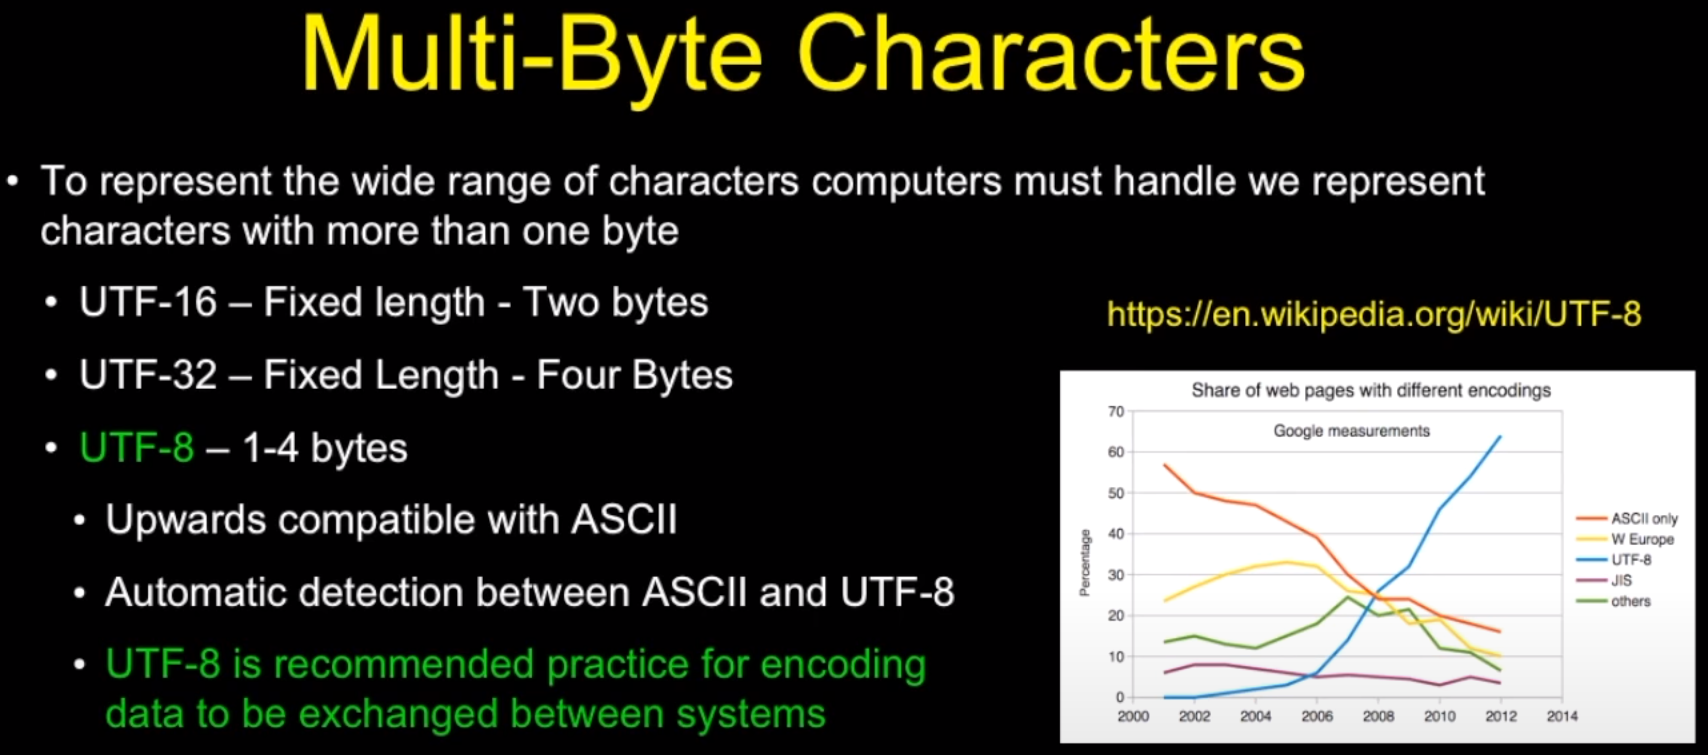 Multi-Byte Characters
• To represent the wide range of characters computers must handle we represent
characters with more than one byte
• UTF-16 – Fixed length - Two bytes
• UTF-32 – Fixed Length - Four Bytes
• UTF-8 – 1-4 bytes
• Upwards compatible with ASCII
• Automatic detection between ASCII and UTF-8
• UTF-8 is recommended practice for encoding
data to be exchanged between systems
https://en.wikipedia.org/wiki/UTF-8
Share of web pages with different encodings
Google measurements
Percentage
70
60
50
40
30
20
10
0
2000 2002 2004 2006 2008 2010 2012 2014
ASCII only
W Europe
UTF-8
JIS
others